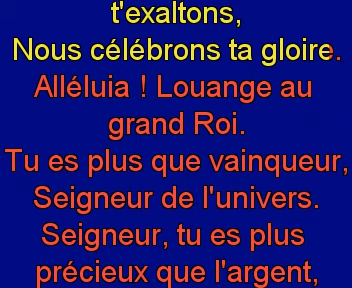 t'exaltons,
Nous célébrons ta gloire.
Alléluia ! Louange au
grand Roi.
Tu es plus que vainqueur,
Seigneur de l'univers.
Seigneur, tu es plus
précieux que l'argent,